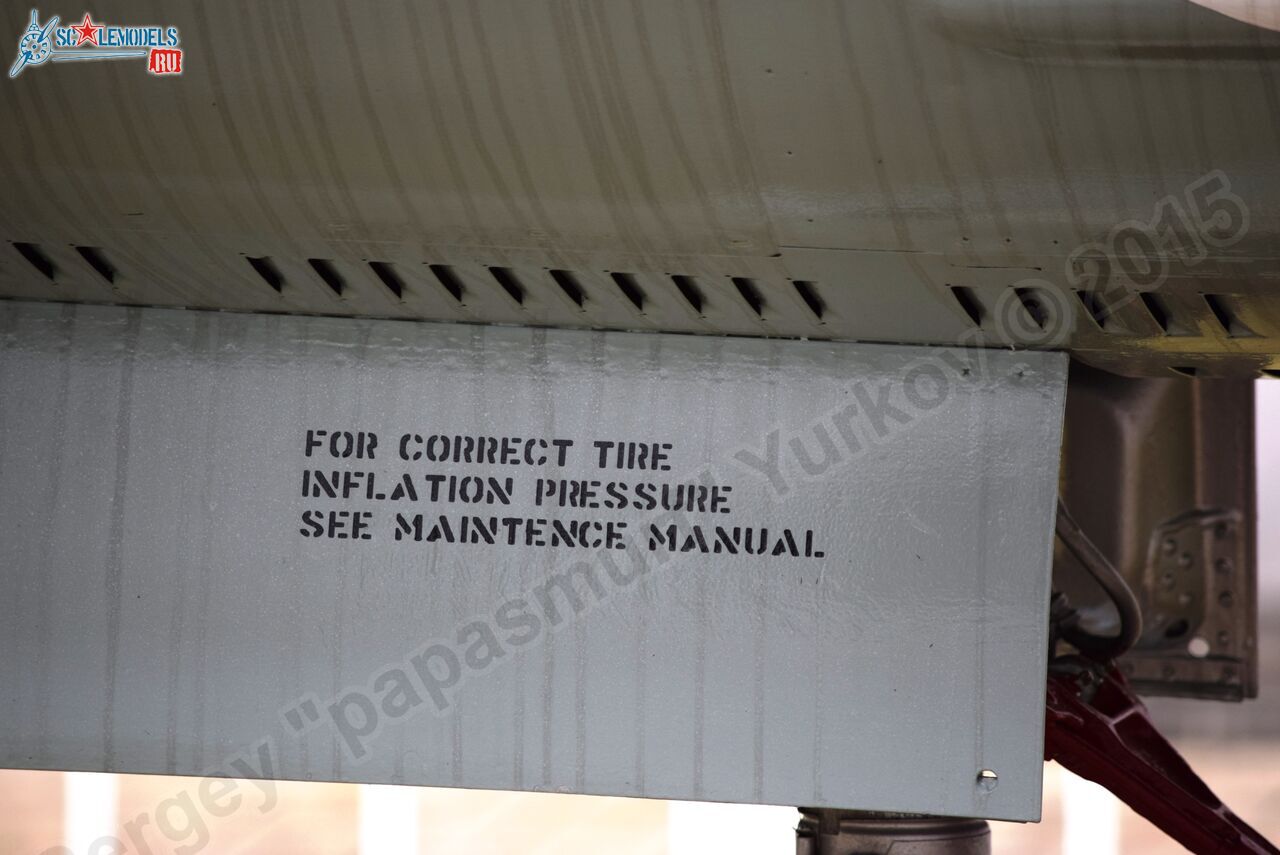 SCALEMODELS
RU
FOR CORRECT TIRE
INFLATION PRESSURE
SEE MAINTENCE MANUAL
Sergey "papasmurf" Yurkov © 2015